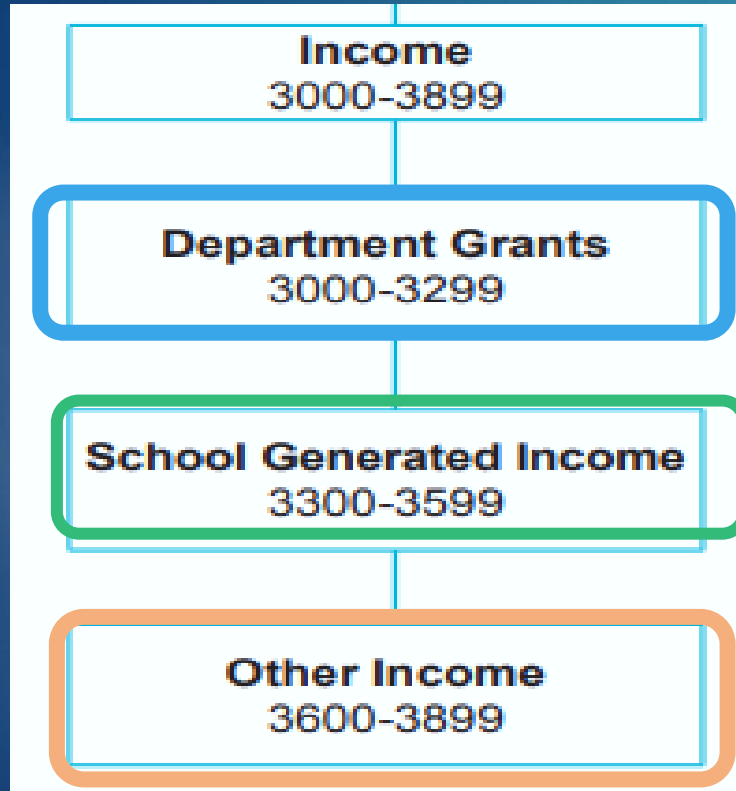 Income
3000-3899
Department Grants
3000-3299
School Generated Income
3300-3599
Other Income
3600-3899